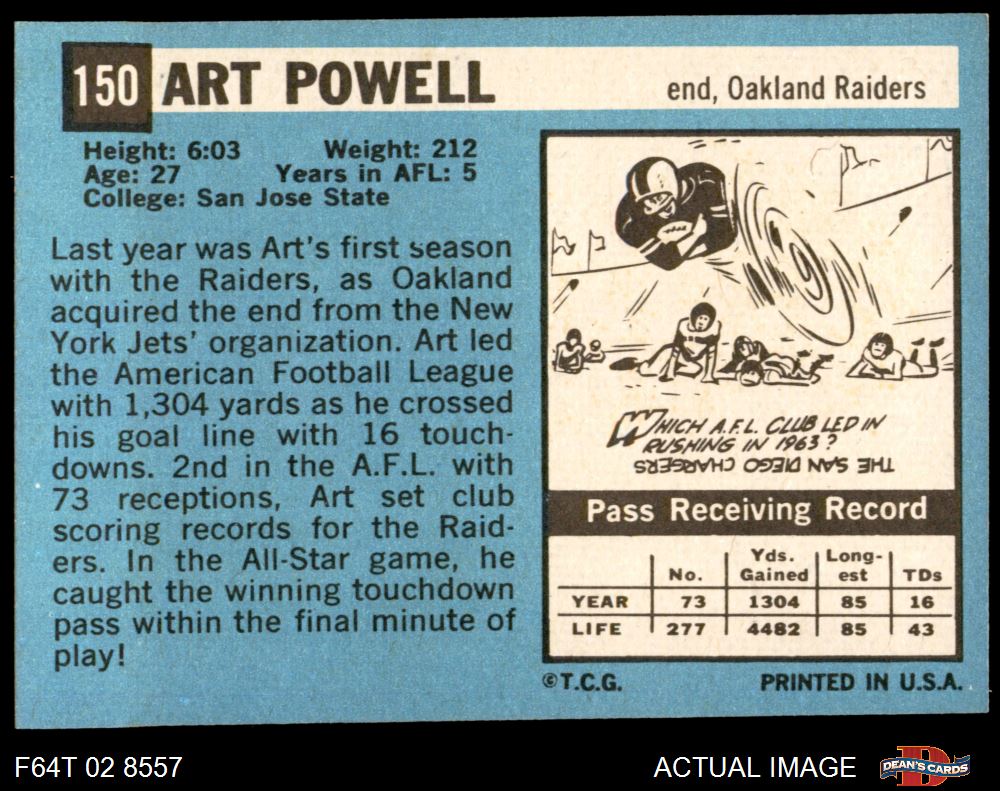 150 ART POWELL end, Oakland Raiders
Height: 6:03 Weight: 212
Age: 27 Years in AFL: 5
College: San Jose State
Last year was Art's first season
with the Raiders, as Oakland
acquired the end from the New
York Jets' organization. Art led
the American Football League
with 1,304 yards as he crossed
his goal line with 16 touch-
downs. 2nd in the A.F.L. with
73 receptions, Art set club
scoring records for the Raid-
ers. In the All-Star game, he
caught the winning touchdown
pass within the final minute of
play!
WHICH A.F.L. CLUB LED IN
RUSHING IN 1963?
THE SAN DIEGO CHARGERS
Pass Receiving Record
No. Yds. Gained Long-est TDs
YEAR 73 1304 85 16
LIFE 277 4482 85 43
©T.C.G. PRINTED IN U.S.A.
F64T 02 8557 ACTUAL IMAGE DEAN'S CARDS